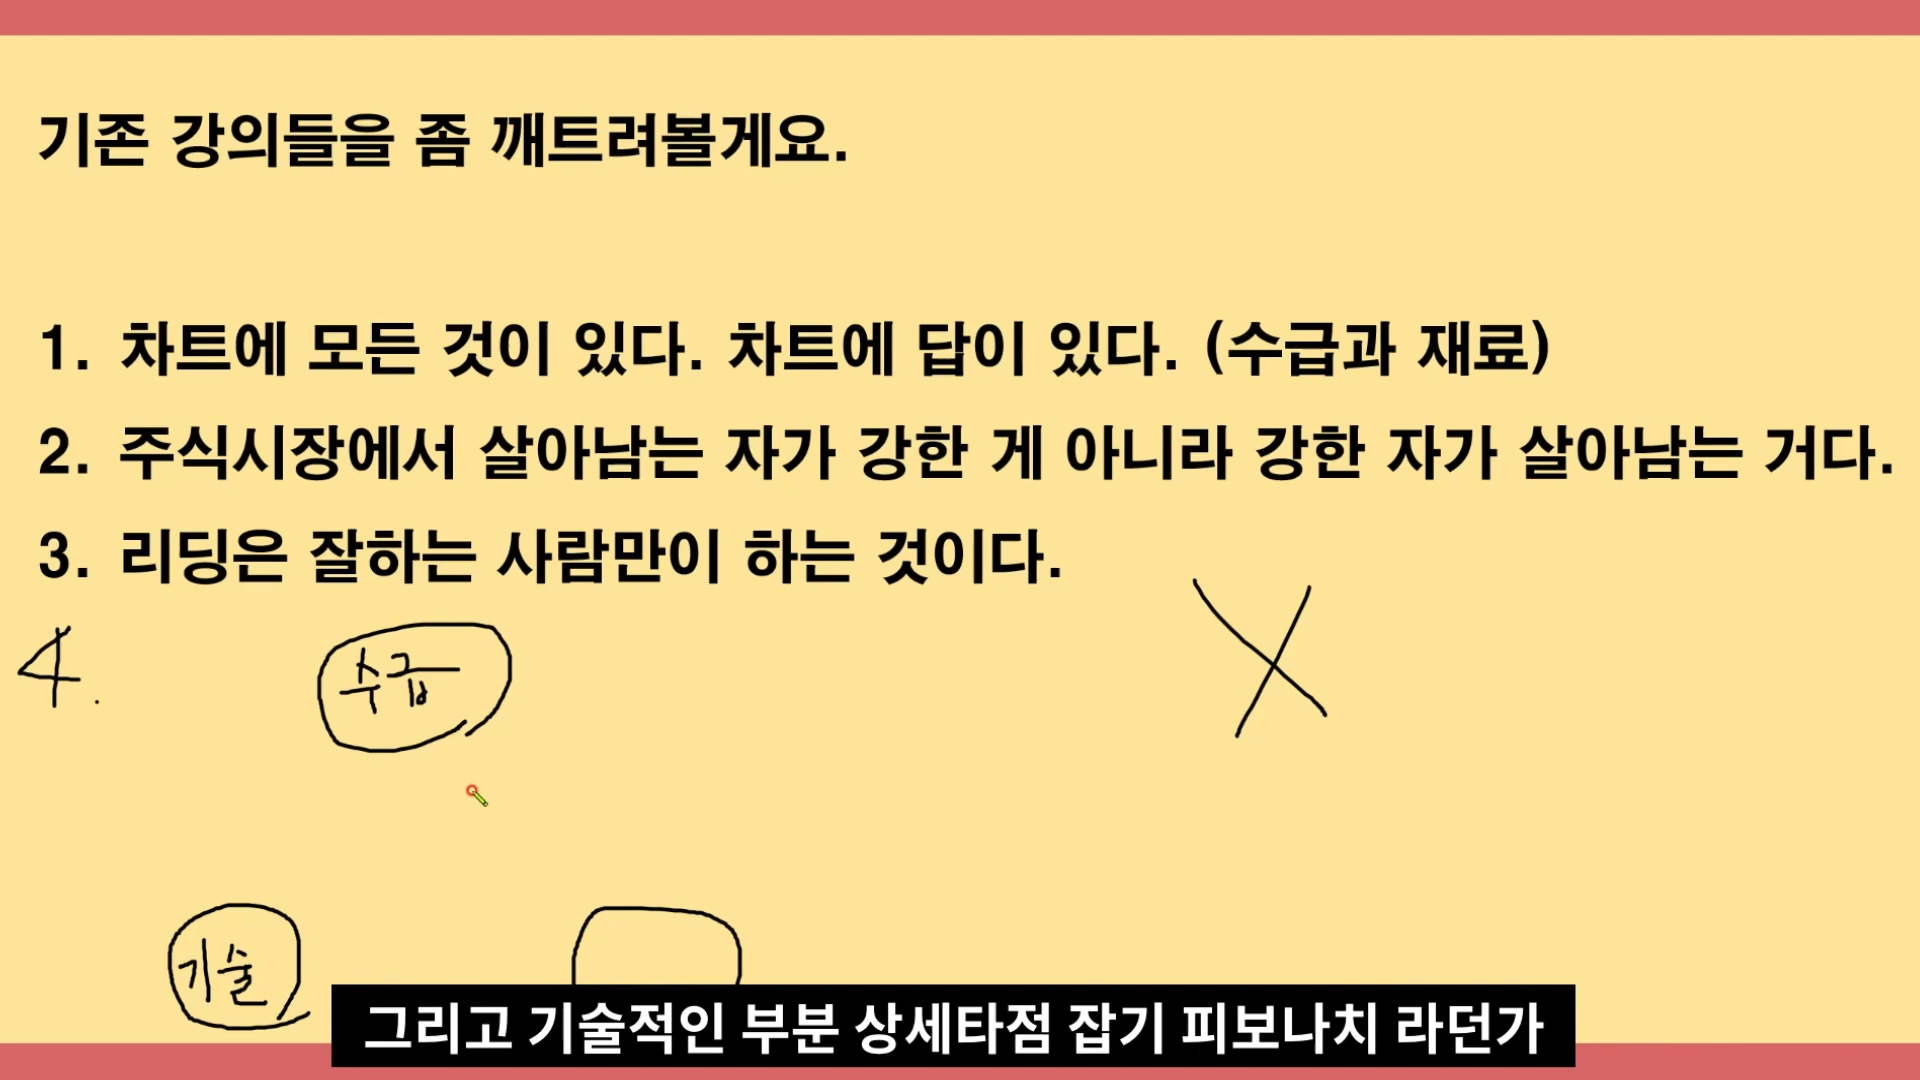 기존 강의들을 좀 깨트려볼게요.
1. 차트에 모든 것이 있다. 차트에 답이 있다. (수급과 재료)
2. 주식시장에서 살아남는 자가 강한 게 아니라 강한 자가 살아남는 거다.
3. 리딩은 잘하는 사람만이 하는 것이다.
4.
수급
기술
그리고 기술적인 부분 상세타점 잡기 피보나치 라던가